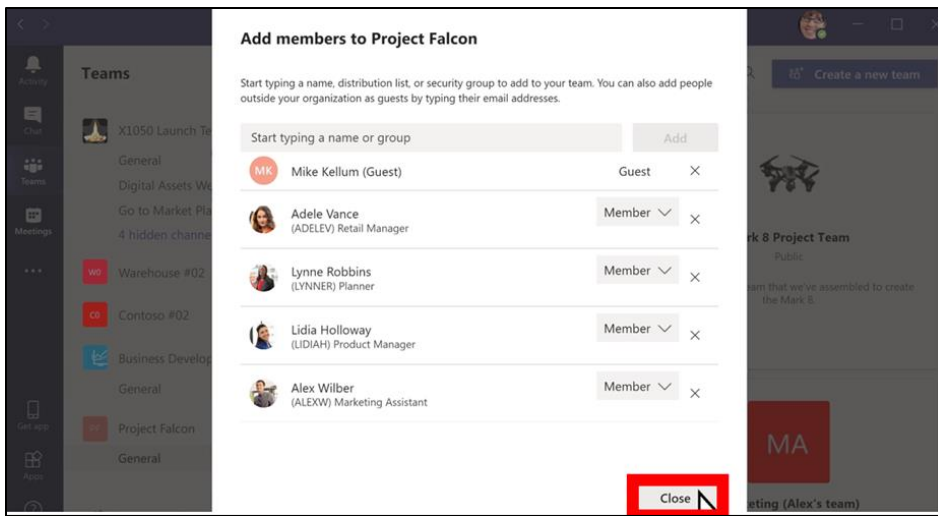 Activity
Chat
Teams
Meetings
Get app
Apps
Teams
X1050 Launch Te
General
Digital Assets We
Go to Market Pla
4 hidden channe
WO
Warehouse #02
CO
Contoso #02
Business Develop
General
PF
Project Falcon
General
Add members to Project Falcon
Start typing a name, distribution list, or security group to add to your team. You can also add people
outside your organization as guests by typing their email addresses.
Start typing a name or group
Add
MK
Mike Kellum (Guest)
Guest
Adele Vance
Member
(ADELEV) Retail Manager
Lynne Robbins
Member
(LYNNER) Planner
Lidia Holloway
Member
(LIDIAH) Product Manager
Alex Wilber
Member
(ALEXW) Marketing Assistant
Close
Create a new team
rk 8 Project Team
Public
eam that we've assembled to create
the Mark 8.
MA
eting (Alex's team)